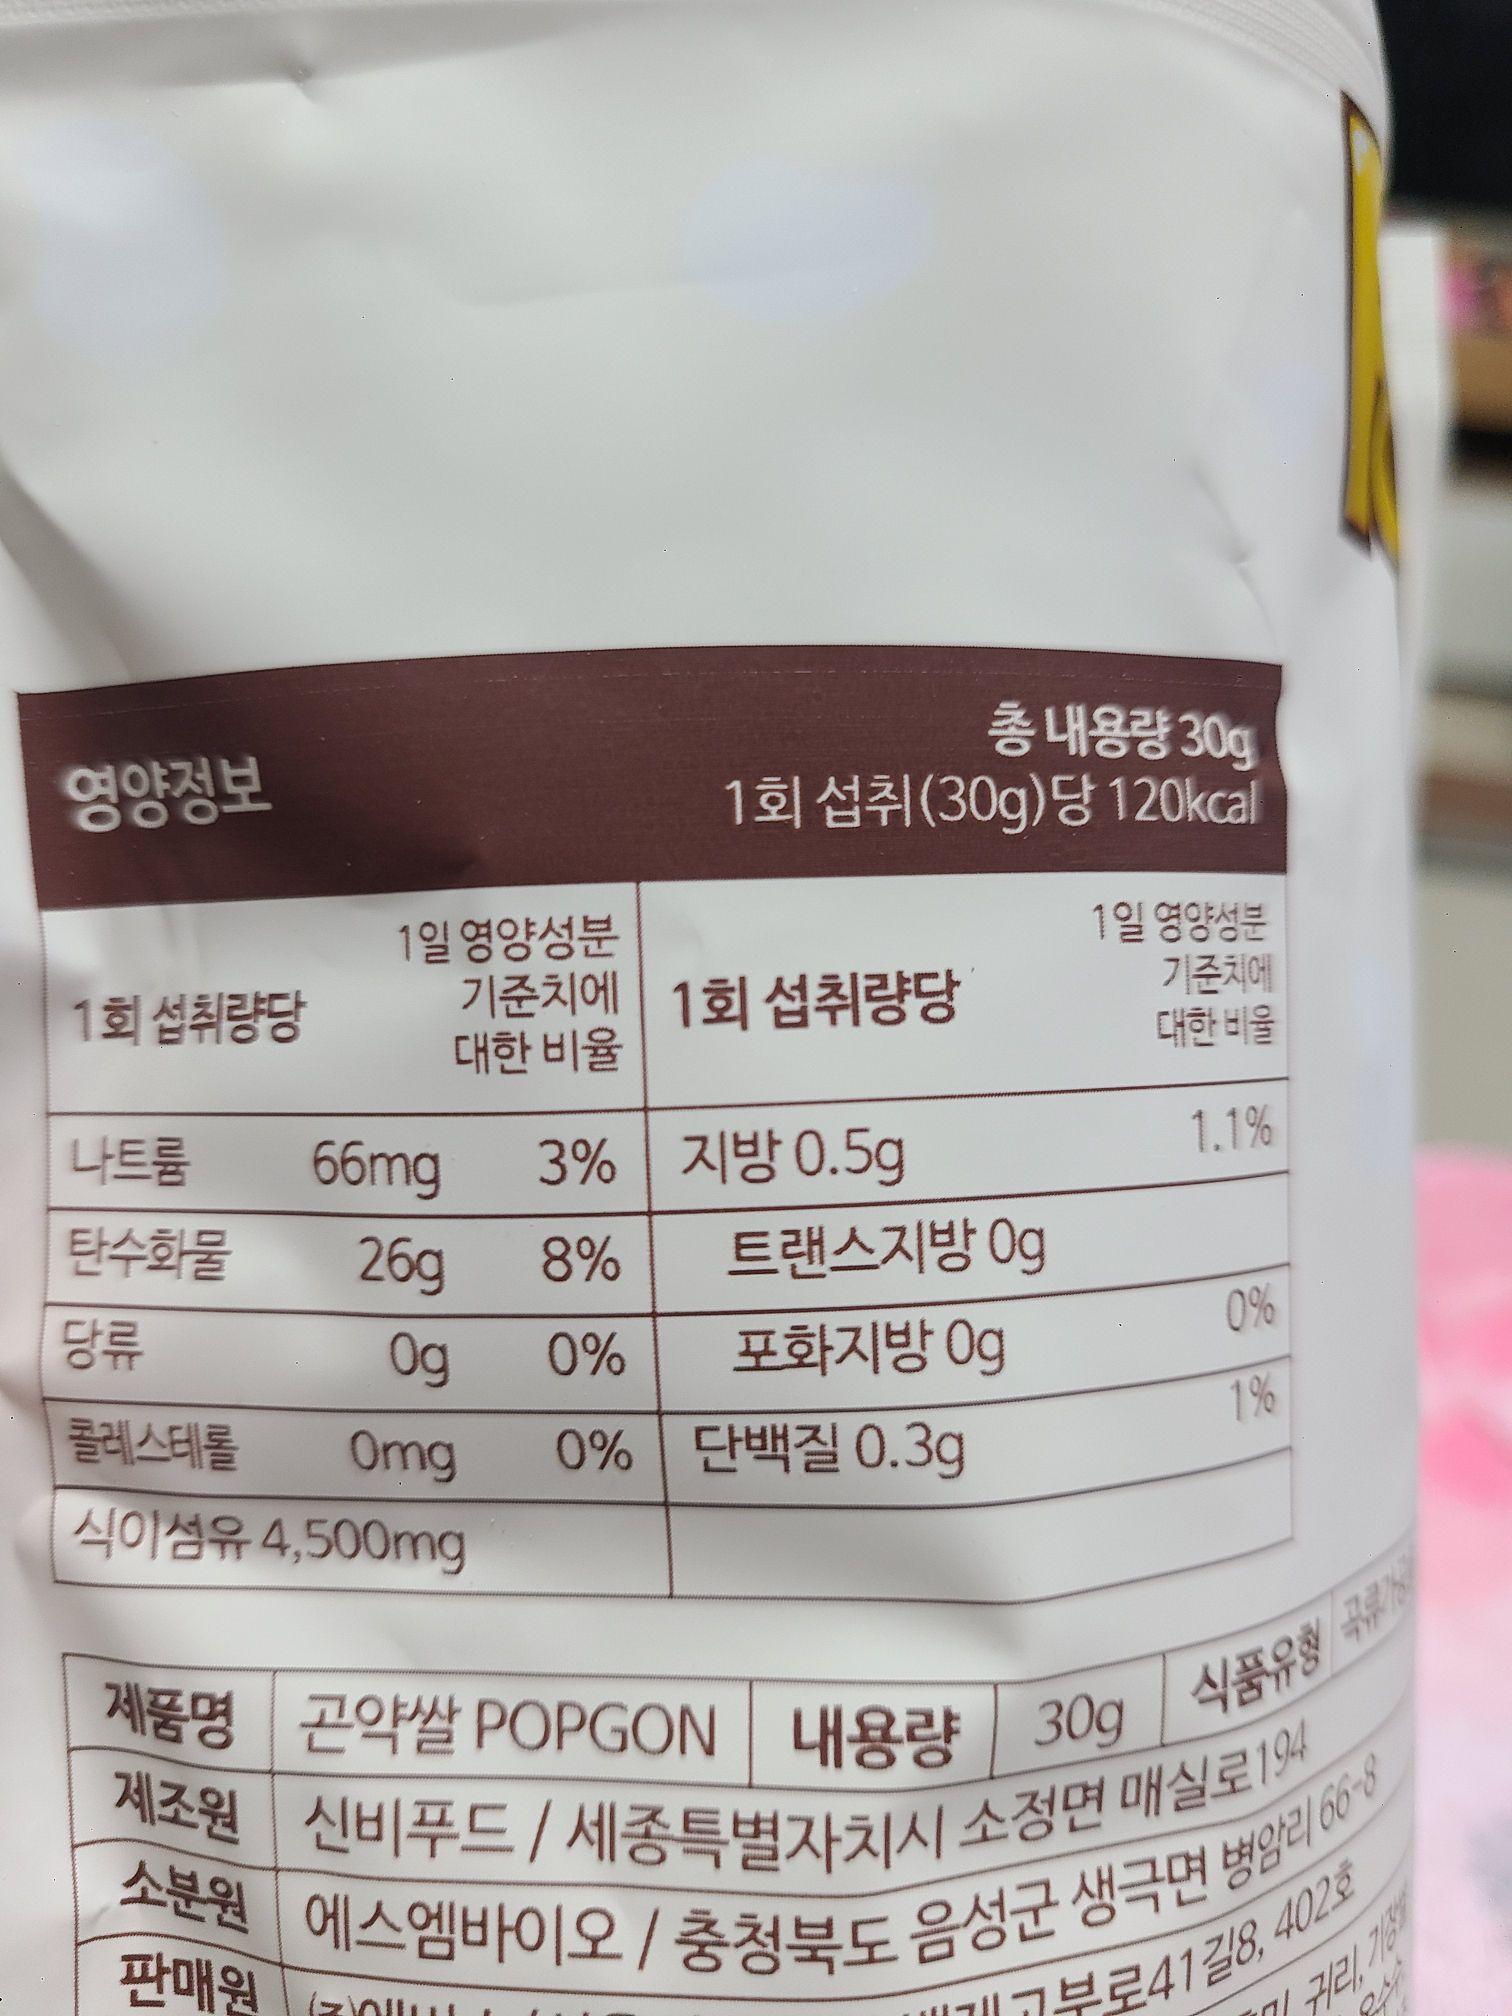 영양정보
총 내용량 30g
1회 섭취(30g)당 120kcal
1회 섭취량당
1일 영양성분
기준치에
대한 비율
1회 섭취량당
1일 영양성분
기준치에
대한 비율
나트륨 66mg 3%
지방 0.5g 1.1%
탄수화물 26g 8%
트랜스지방 0g
당류 0g 0%
포화지방 0g 0%
콜레스테롤 0mg 0%
단백질 0.3g 1%
식이섬유 4,500mg
제품명 곤약쌀 POPGON 내용량 30g 식품유형
제조원 신비푸드 / 세종특별자치시 소정면 매실로194
소분원 에스엠바이오 / 충청북도 음성군 생극면 병암리 66-8
판매원 41길8, 402호
귀리,